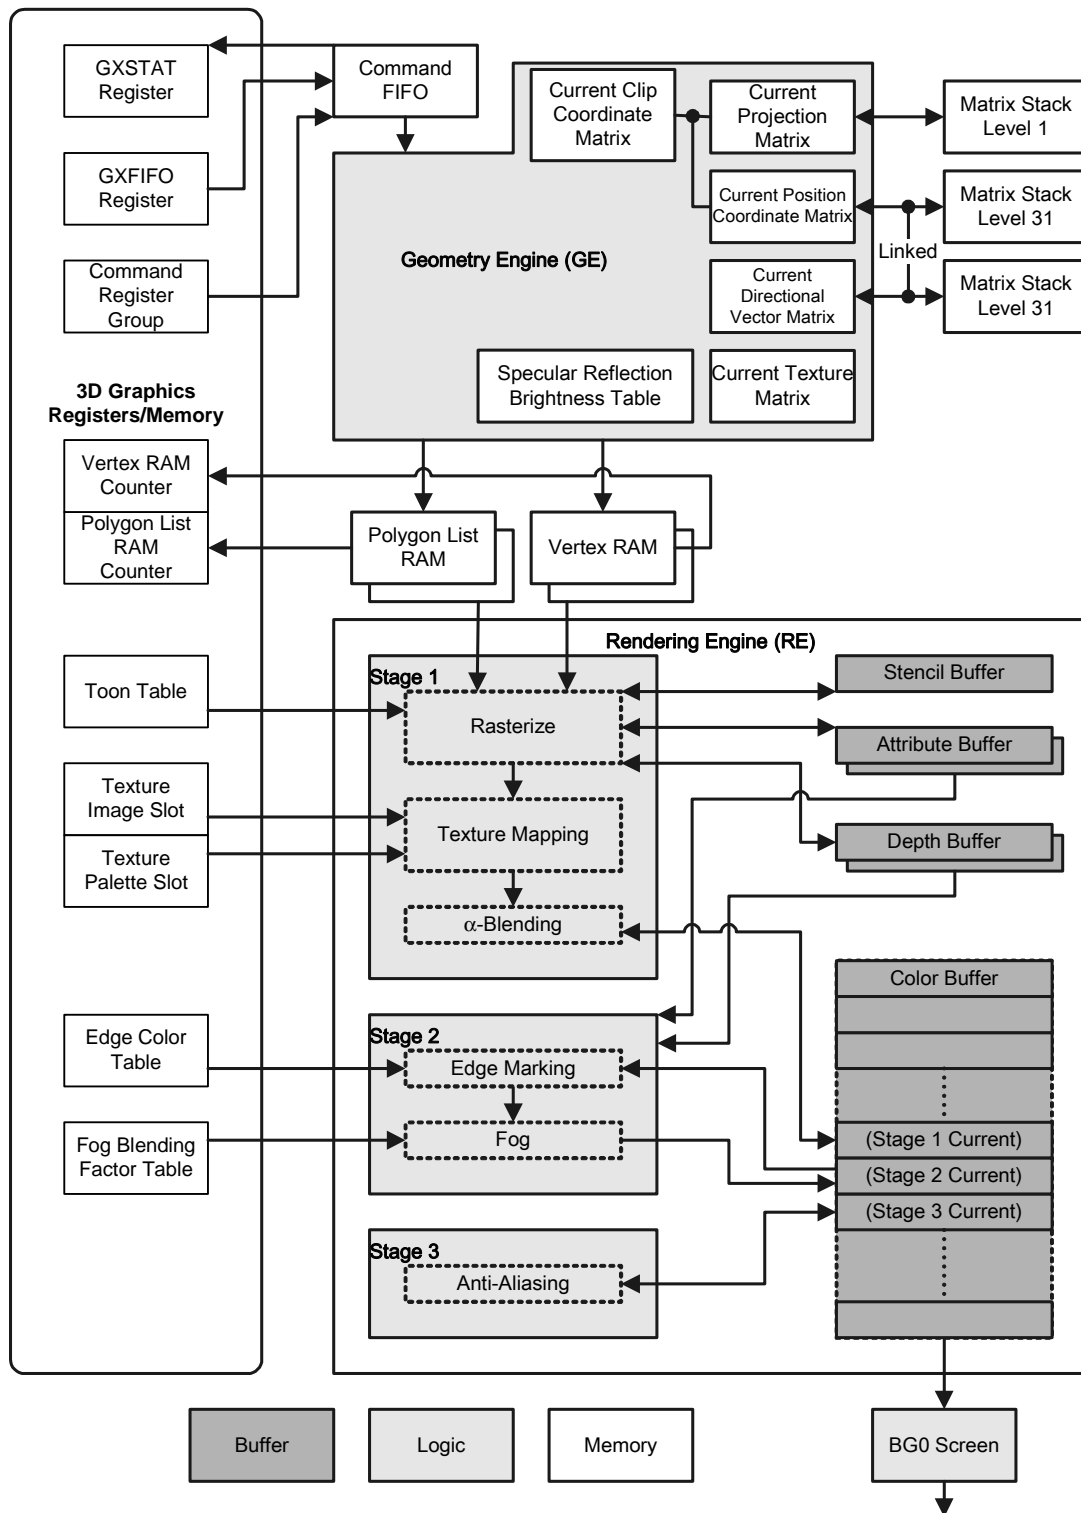 GXSTAT
Register
Command
FIFO
GXFIFO
Register
Command
Register
Group
3D Graphics
Registers/Memory
Vertex RAM
Counter
Polygon List
RAM
Counter
Toon Table
Texture
Image Slot
Texture
Palette Slot
Edge Color
Table
Fog Blending
Factor Table
Geometry Engine (GE)
Current Clip
Coordinate
Matrix
Current
Projection
Matrix
Current Position
Coordinate Matrix
Current
Directional
Vector Matrix
Specular Reflection
Brightness Table
Current Texture
Matrix
Matrix Stack
Level 1
Matrix Stack
Level 31
Linked
Matrix Stack
Level 31
Polygon List
RAM
Vertex RAM
Rendering Engine (RE)
Stage 1
Rasterize
Texture Mapping
α-Blending
Stage 2
Edge Marking
Fog
Stage 3
Anti-Aliasing
Stencil Buffer
Attribute Buffer
Depth Buffer
Color Buffer
(Stage 1 Current)
(Stage 2 Current)
(Stage 3 Current)
Buffer
Logic
Memory
BG0 Screen